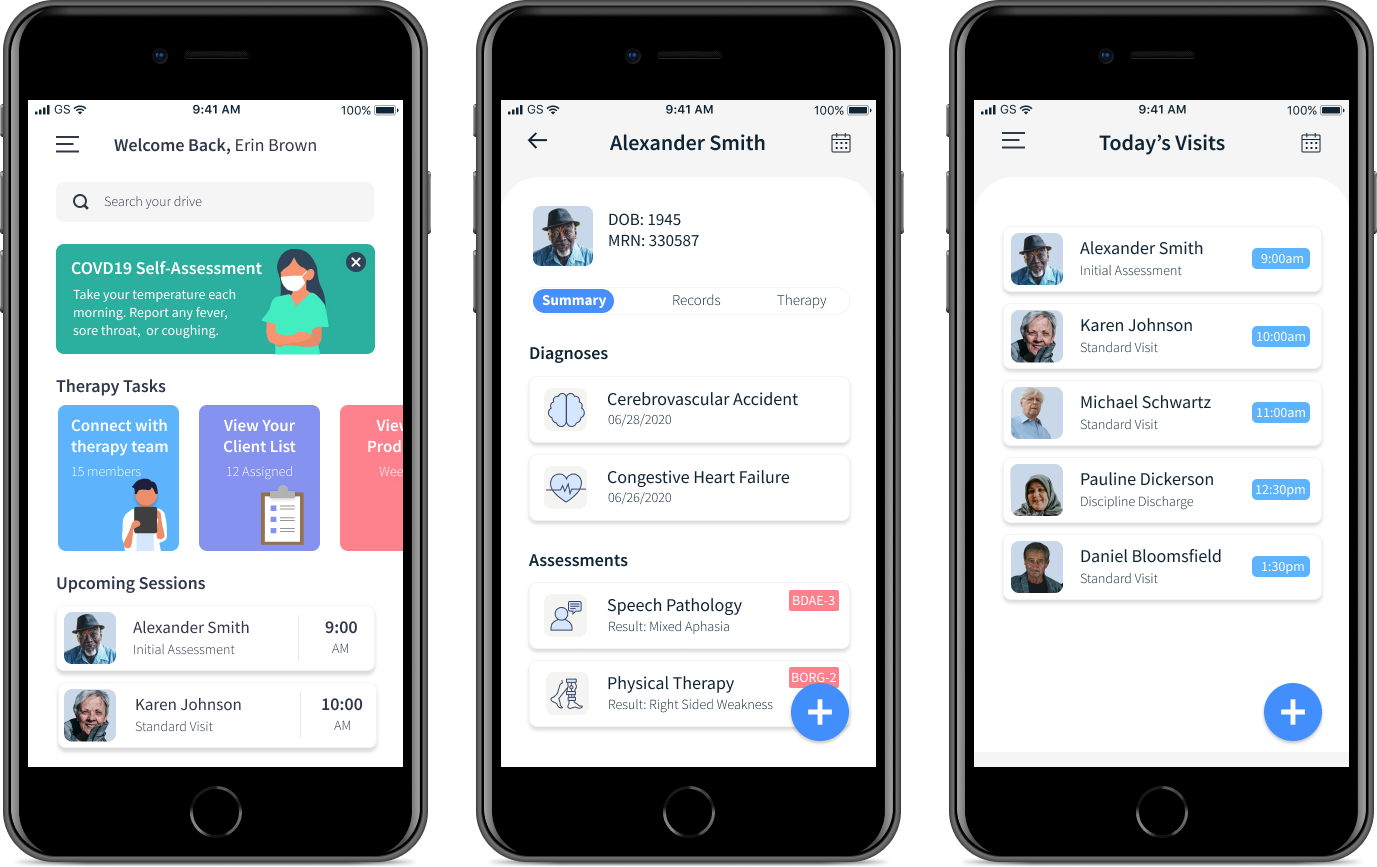 GS 9:41 AM 100%
Welcome Back, Erin Brown
Search your drive
COVD19 Self-Assessment
Take your temperature each
morning. Report any fever,
sore throat, or coughing.
Therapy Tasks
Connect with
therapy team
15 members
View Your
Client List
12 Assigned
Upcoming Sessions
Alexander Smith
Initial Assessment
9:00
AM
Karen Johnson
Standard Visit
10:00
AM
GS 9:41 AM 100%
Alexander Smith
DOB: 1945
MRN: 330587
Summary Records Therapy
Diagnoses
Cerebrovascular Accident
06/28/2020
Congestive Heart Failure
06/26/2020
Assessments
Speech Pathology
Result: Mixed Aphasia
BDAE-3
Physical Therapy
Result: Right Sided Weakness
BORG-2
GS 9:41 AM 100%
Today’s Visits
Alexander Smith
Initial Assessment
9:00am
Karen Johnson
Standard Visit
10:00am
Michael Schwartz
Standard Visit
11:00am
Pauline Dickerson
Discipline Discharge
12:30pm
Daniel Bloomsfield
Standard Visit
1:30pm